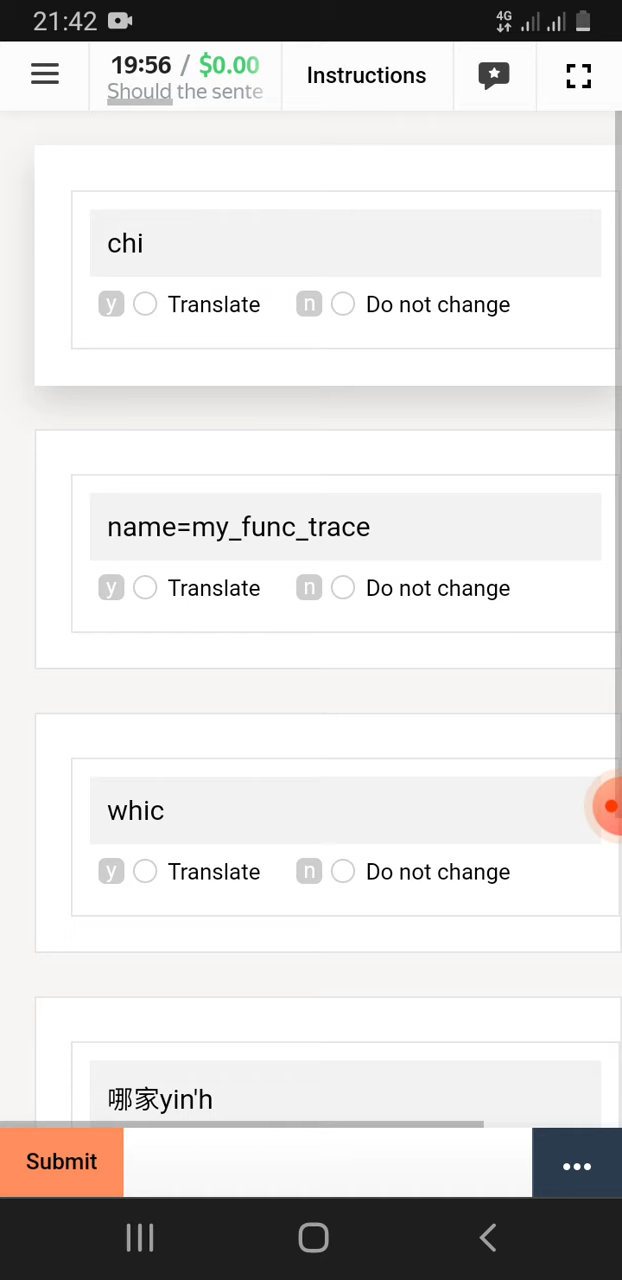 21:42
4G
19:56 / $0.00
Instructions
Should the sente
chi
y Translate n Do not change
name=my_func_trace
y Translate n Do not change
whic
y Translate n Do not change
哪家yin'h
Submit